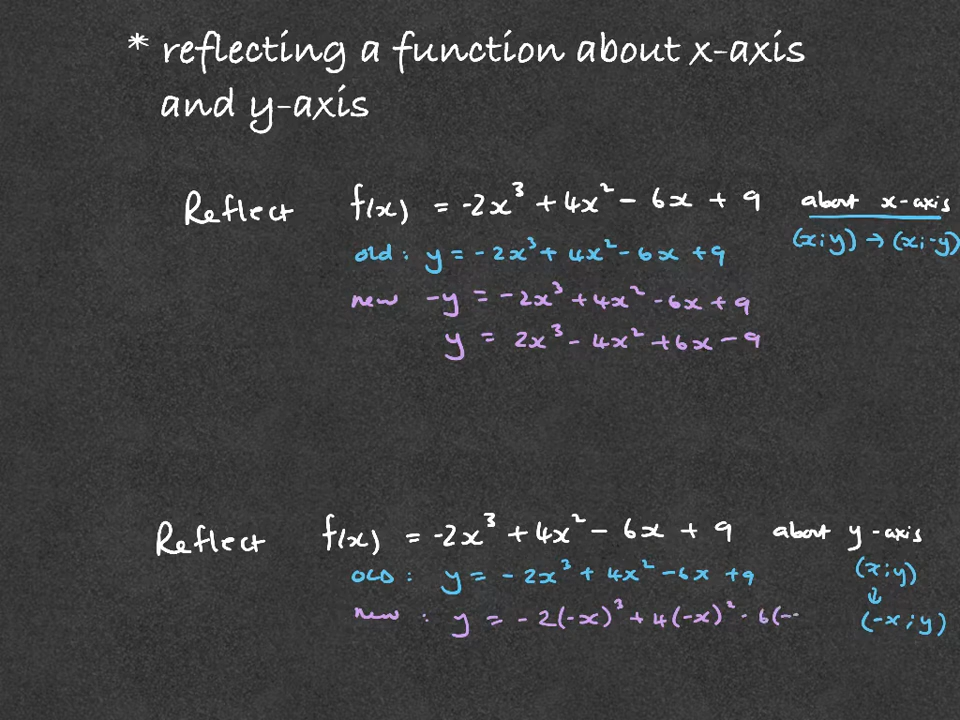 * reflecting a function about x-axis
and y-axis
Reflect f(x) = -2x³ + 4x² - 6x + 9 about x-axis
old : y = -2x³ + 4x² - 6x + 9 (x;y) → (x;-y)
new -y = -2x³ + 4x² - 6x + 9
y = 2x³ - 4x² + 6x - 9
Reflect f(x) = -2x³ + 4x² - 6x + 9 about y-axis
OLD : y = -2x³ + 4x² - 6x + 9 (x;y)
↓
new : y = -2(-x)³ + 4(-x)² - 6(- (-x;y)